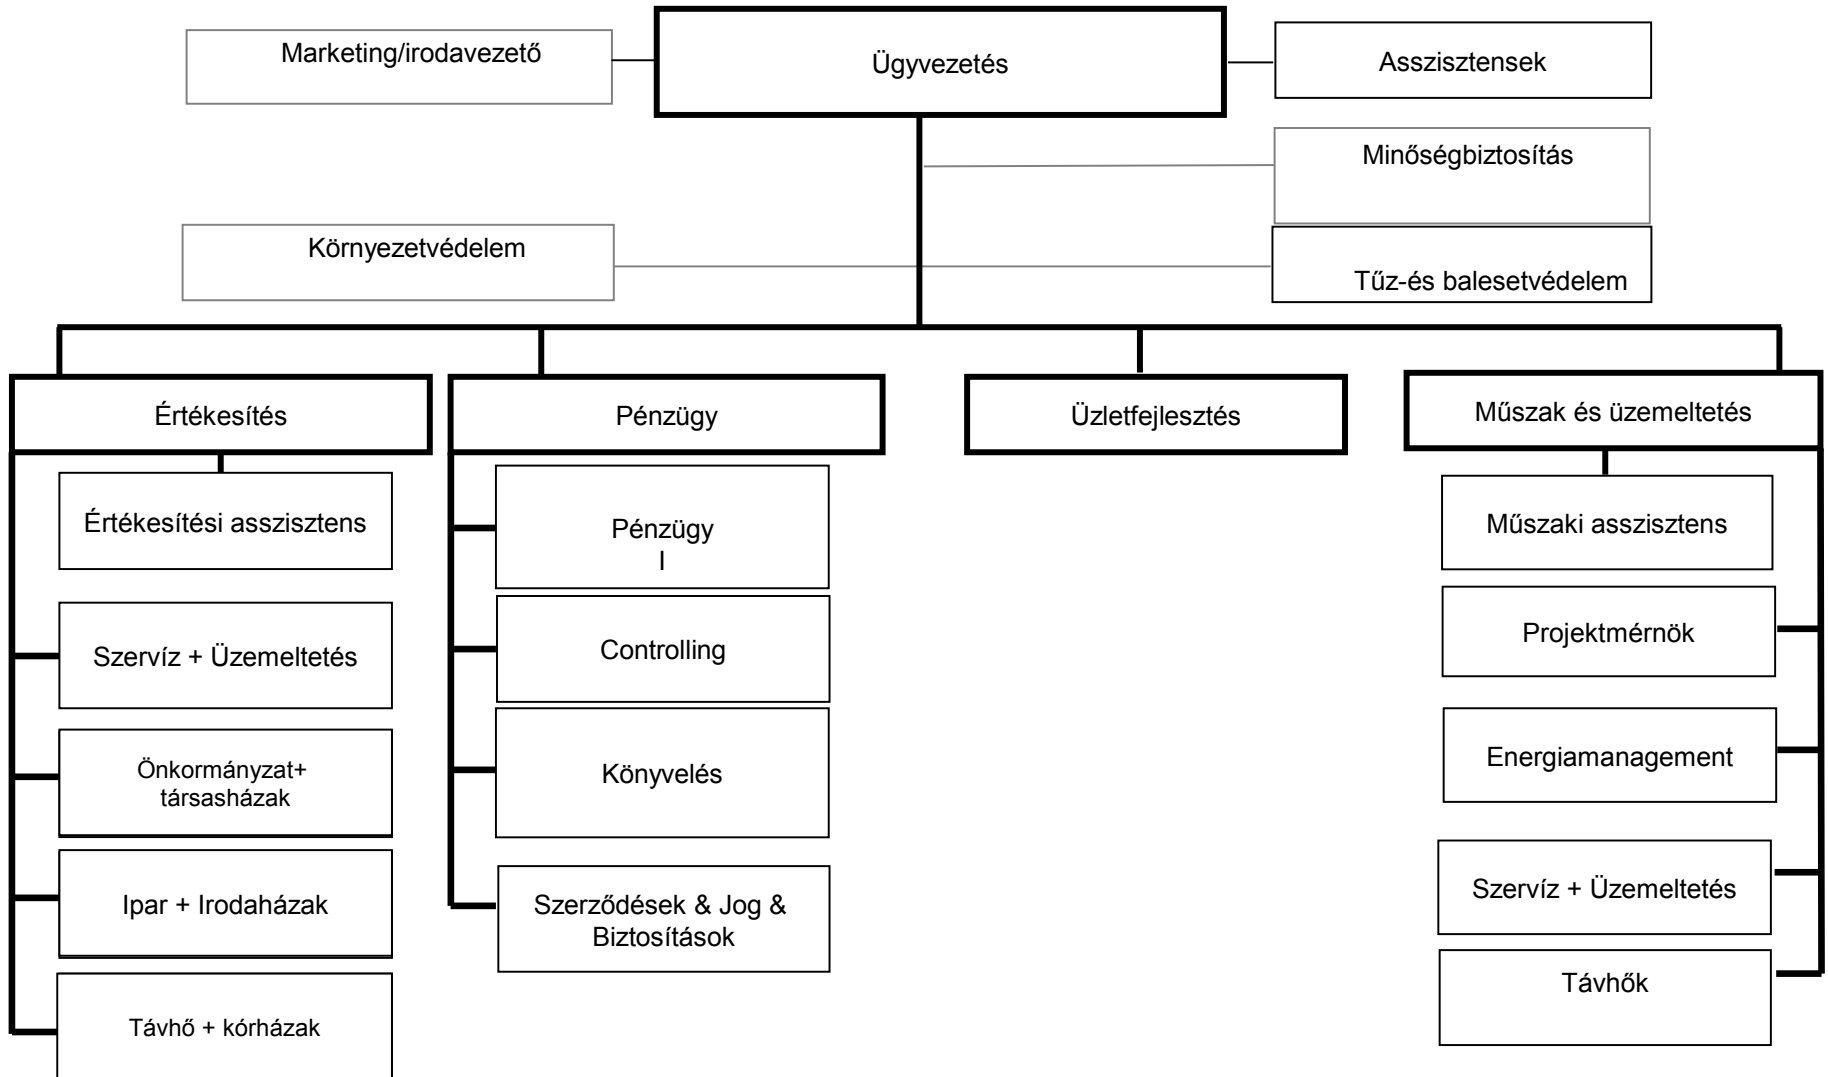 Marketing/irodavezető
Ügyvezetés
Asszisztensek
Minőségbiztosítás
Környezetvédelem
Tűz-és balesetvédelem
Értékesítés
Pénzügy
Üzletfejlesztés
Műszak és üzemeltetés
Értékesítési asszisztens
Szervíz + Üzemeltetés
Önkormányzat+
társasházak
Ipar + Irodaházak
Távhő + kórházak
Pénzügy
I
Controlling
Könyvelés
Szerződések & Jog &
Biztosítások
Műszaki asszisztens
Projektmérnök
Energiamanagement
Szervíz + Üzemeltetés
Távhők